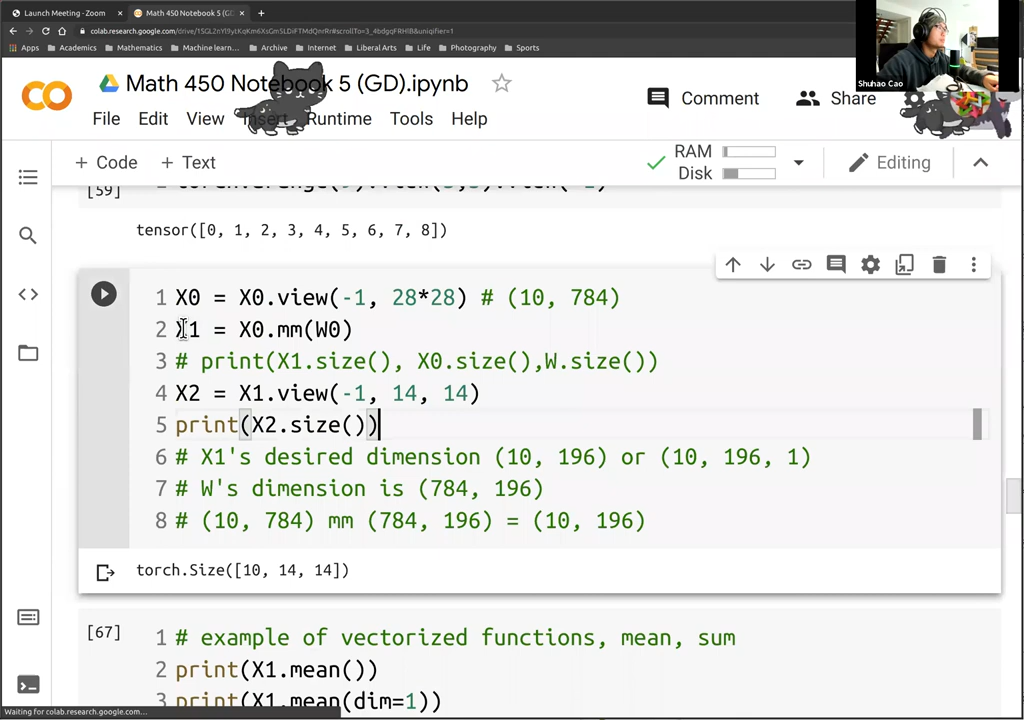 Launch Meeting - Zoom
Math 450 Notebook 5 (GD
Apps Academics Mathematics Machine learn... Archive Internet Liberal Arts Life Photography Sports
Shuhao Cao
Math 450 Notebook 5 (GD).ipynb
Comment
Share
File Edit View Insert Runtime Tools Help
+ Code + Text
RAM
Disk
Editing
[59]
tensor([0, 1, 2, 3, 4, 5, 6, 7, 8])
1 X0 = X0.view(-1, 28*28) # (10, 784)
2 X1 = X0.mm(W0)
3 # print(X1.size(), X0.size(),W.size())
4 X2 = X1.view(-1, 14, 14)
5 print(X2.size())
6 # X1's desired dimension (10, 196) or (10, 196, 1)
7 # W's dimension is (784, 196)
8 # (10, 784) mm (784, 196) = (10, 196)
torch.Size([10, 14, 14])
[67]
1 # example of vectorized functions, mean, sum
2 print(X1.mean())
3 print(X1.mean(dim=1))
Waiting for colab.research.google.com...